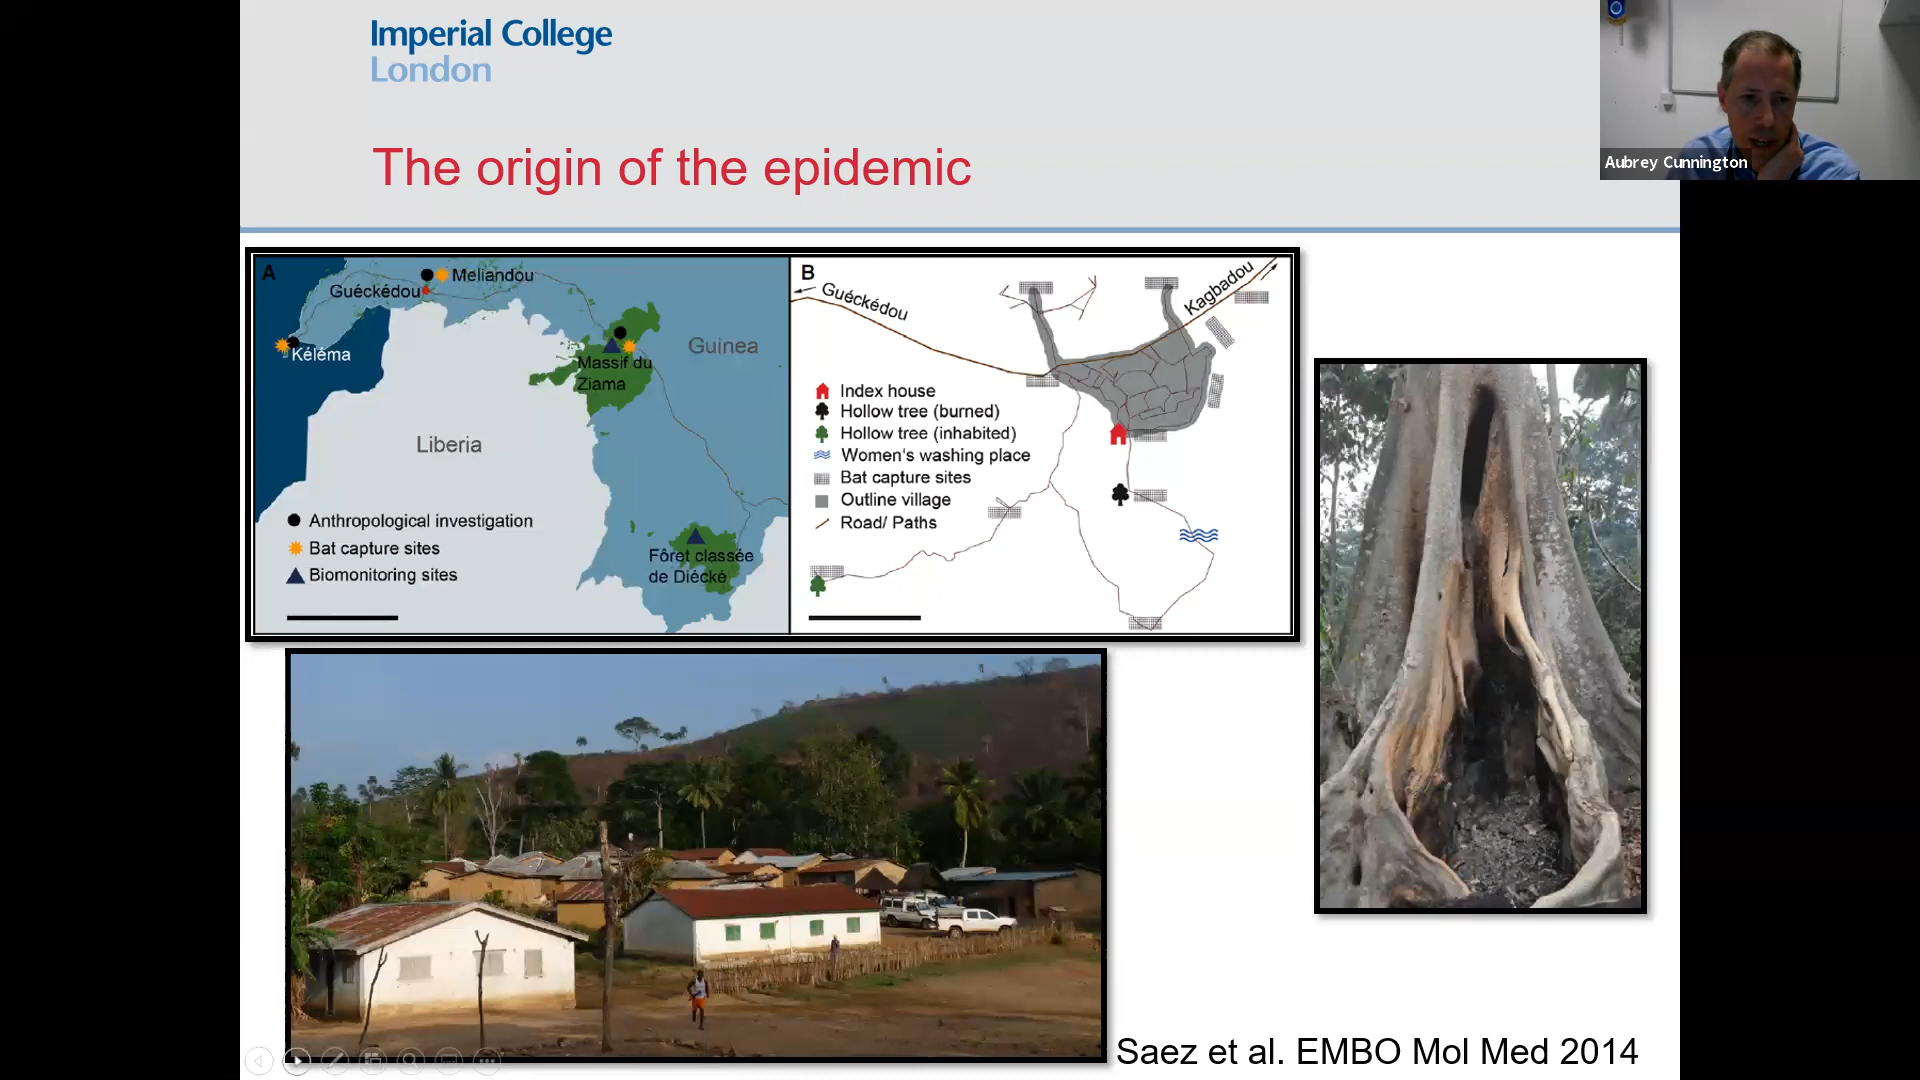 Imperial College
London
Aubrey Cunnington
The origin of the epidemic
A
Meliandou
Guéckédou
Kéléma
Guinea
Massif du
Ziama
Liberia
Anthropological investigation
Bat capture sites
Biomonitoring sites
Fôret classée
de Diécké
B
Guéckédou
Kagbadou
Index house
Hollow tree (burned)
Hollow tree (inhabited)
Women's washing place
Bat capture sites
Outline village
Road/ Paths
Saez et al. EMBO Mol Med 2014